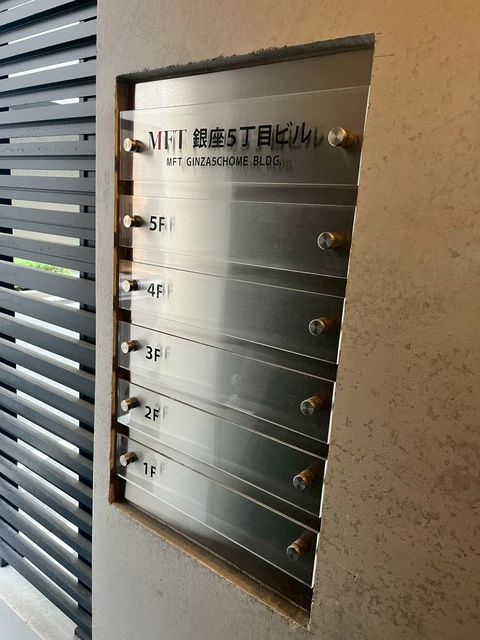 MFT 銀座5丁目ビル
MFT GINZA5CHOME BLDG.
5F
4F
3F
2F
1F